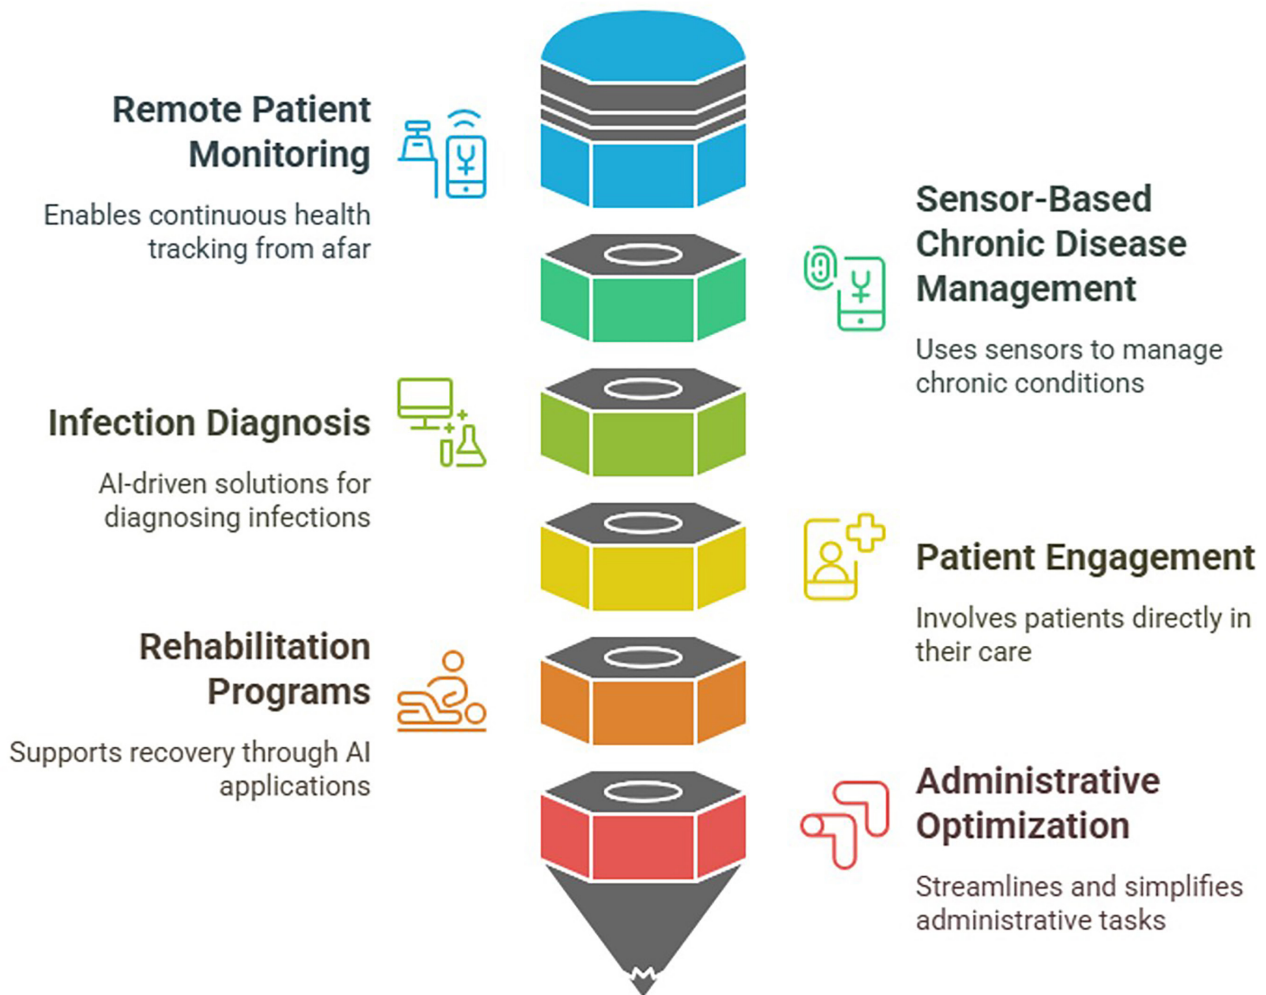 Remote Patient
Monitoring
Enables continuous health
tracking from afar
Sensor-Based
Chronic Disease
Management
Uses sensors to manage
chronic conditions
Infection Diagnosis
AI-driven solutions for
diagnosing infections
Patient Engagement
Involves patients directly in
their care
Rehabilitation
Programs
Supports recovery through AI
applications
Administrative
Optimization
Streamlines and simplifies
administrative tasks